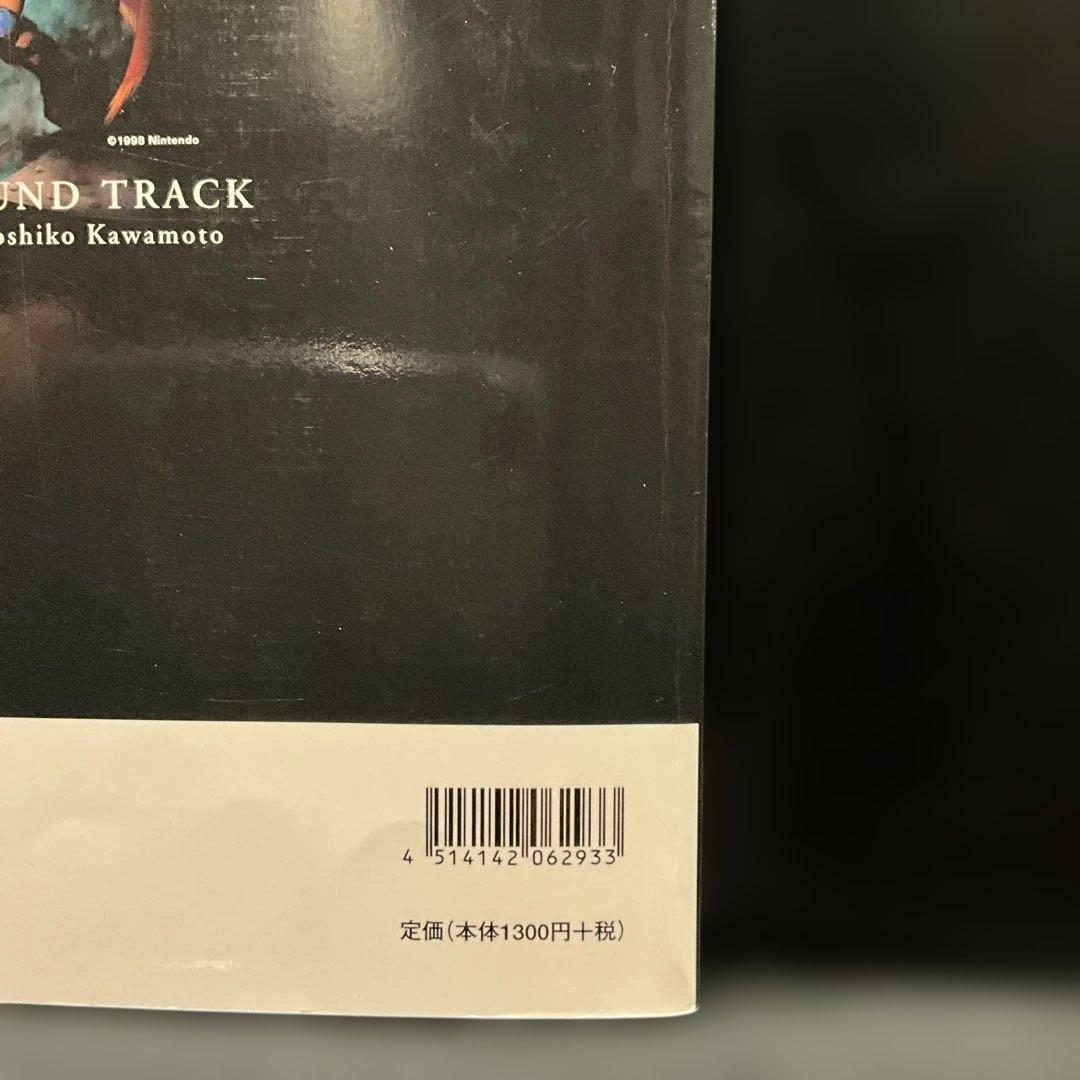 ©1998 Nintendo
UND TRACK
oshiko Kawamoto
4 514142 062933
定価(本体1300円+税)